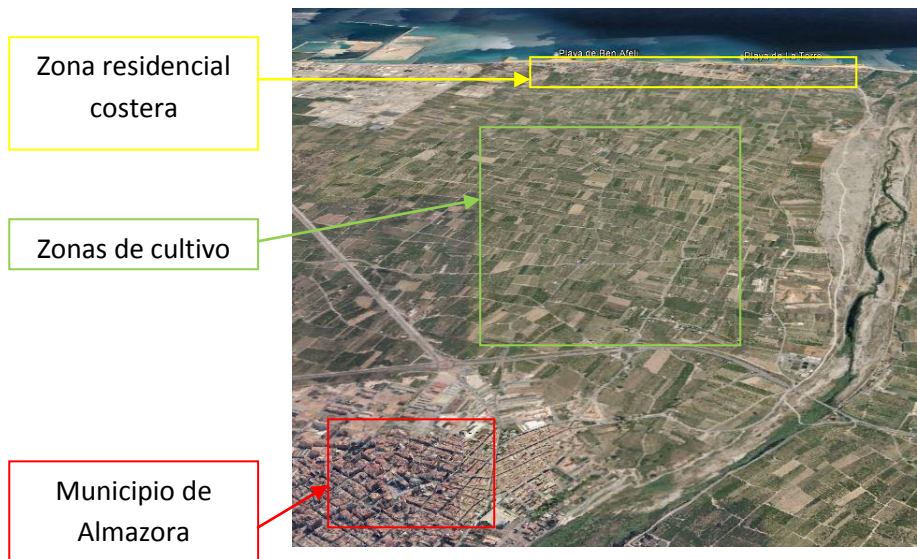 Zona residencial
costera
Playa de Ben Afelí
Playa de La Torre
Zonas de cultivo
Municipio de
Almazora